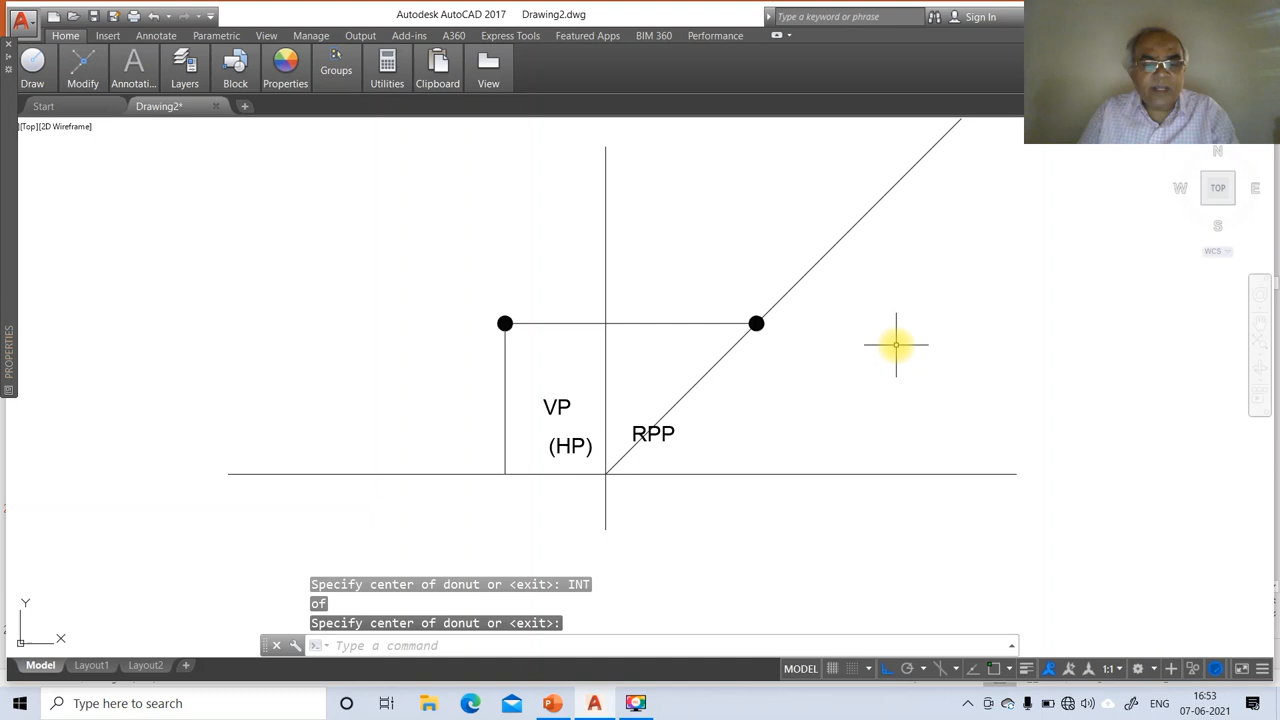 Autodesk AutoCAD 2017 Drawing2.dwg
Type a keyword or phrase
Sign In
Home Insert Annotate Parametric View Manage Output Add-ins A360 Express Tools Featured Apps BIM 360 Performance
Draw Modify Annotati... Layers Block Properties Groups Utilities Clipboard View
Start Drawing2*
][Top][2D Wireframe]
N
W TOP E
S
WCS
PROPERTIES
VP
(HP)
RPP
Specify center of donut or <exit>: INT
of
Specify center of donut or <exit>:
Type a command
Y
X
Model Layout1 Layout2
MODEL
1:1
Type here to search
ENG
16:53
07-06-2021